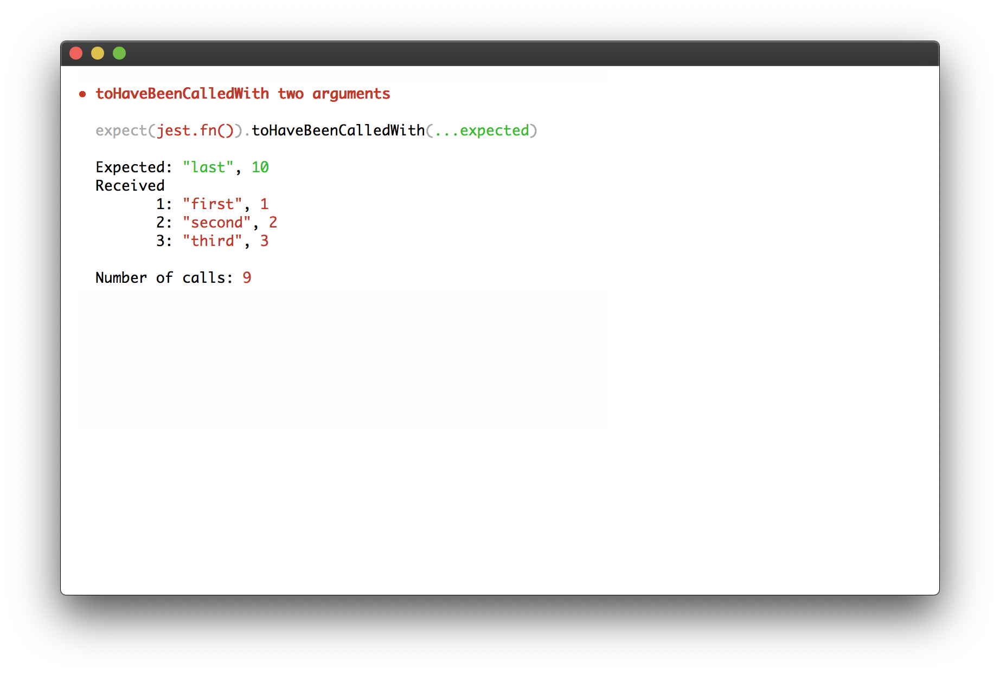 • toHaveBeenCalledWith two arguments
expect(jest.fn()).toHaveBeenCalledWith(...expected)
Expected: "last", 10
Received
1: "first", 1
2: "second", 2
3: "third", 3
Number of calls: 9